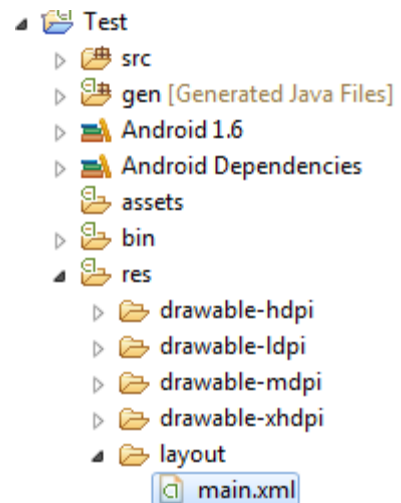 Test
src
gen [Generated Java Files]
Android 1.6
Android Dependencies
assets
bin
res
drawable-hdpi
drawable-ldpi
drawable-mdpi
drawable-xhdpi
layout
main.xml